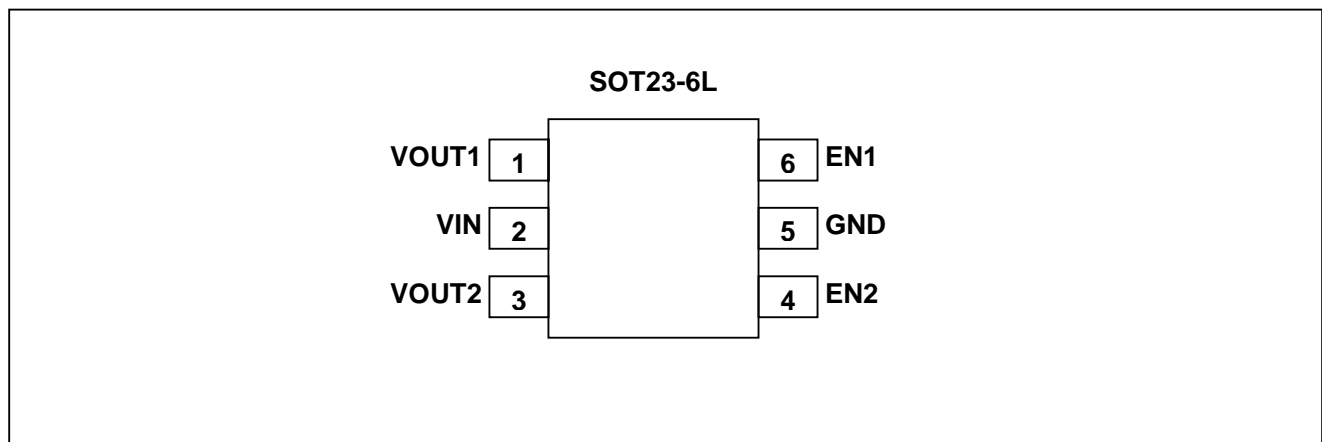 SOT23-6L
VOUT1 1 6 EN1
VIN 2 5 GND
VOUT2 3 4 EN2